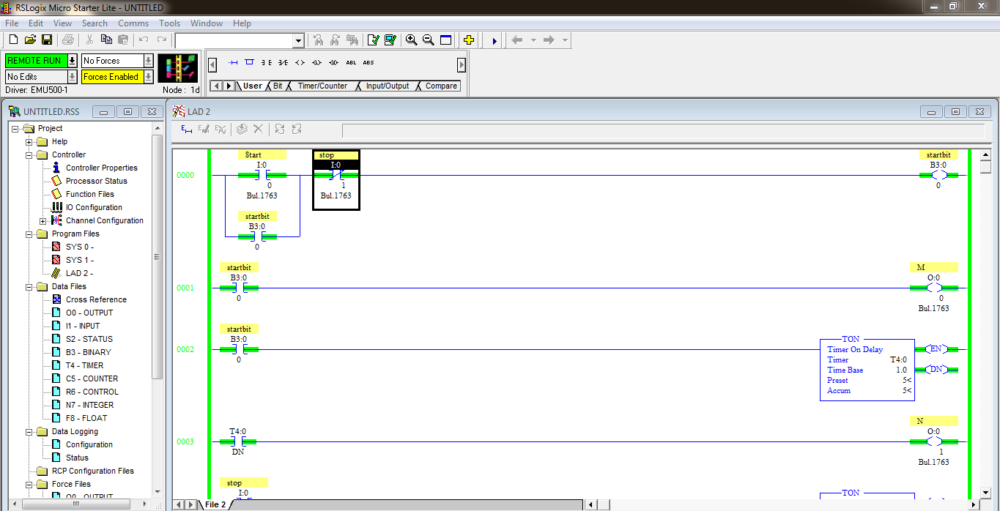 RSLogix Micro Starter Lite - UNTITLED
File Edit View Search Comms Tools Window Help
REMOTE RUN No Forces
No Edits Forces Enabled
Driver: EMU500-1 Node : 1d
ABL ABS
User Bit Timer/Counter Input/Output Compare
UNTITLED.RSS
Project
Help
Controller
Controller Properties
Processor Status
Function Files
IO Configuration
Channel Configuration
Program Files
SYS 0 -
SYS 1 -
LAD 2 -
Data Files
Cross Reference
O0 - OUTPUT
I1 - INPUT
S2 - STATUS
B3 - BINARY
T4 - TIMER
C5 - COUNTER
R6 - CONTROL
N7 - INTEGER
F8 - FLOAT
Data Logging
Configuration
Status
RCP Configuration Files
Force Files
O0 - OUTPUT
LAD 2
Start stop startbit
I:0 I:0 B3:0
0000
0 1 0
Bul.1763 Bul.1763
startbit
B3:0
0
startbit M
B3:0 O:0
0001
0 0
Bul.1763
startbit
B3:0
0002
0
TON
Timer On Delay EN
Timer T4:0
Time Base 1.0 DN
Preset 5<
Accum 5<
N
T4:0 O:0
0003
DN 1
Bul.1763
stop
I:0
TON
File 2